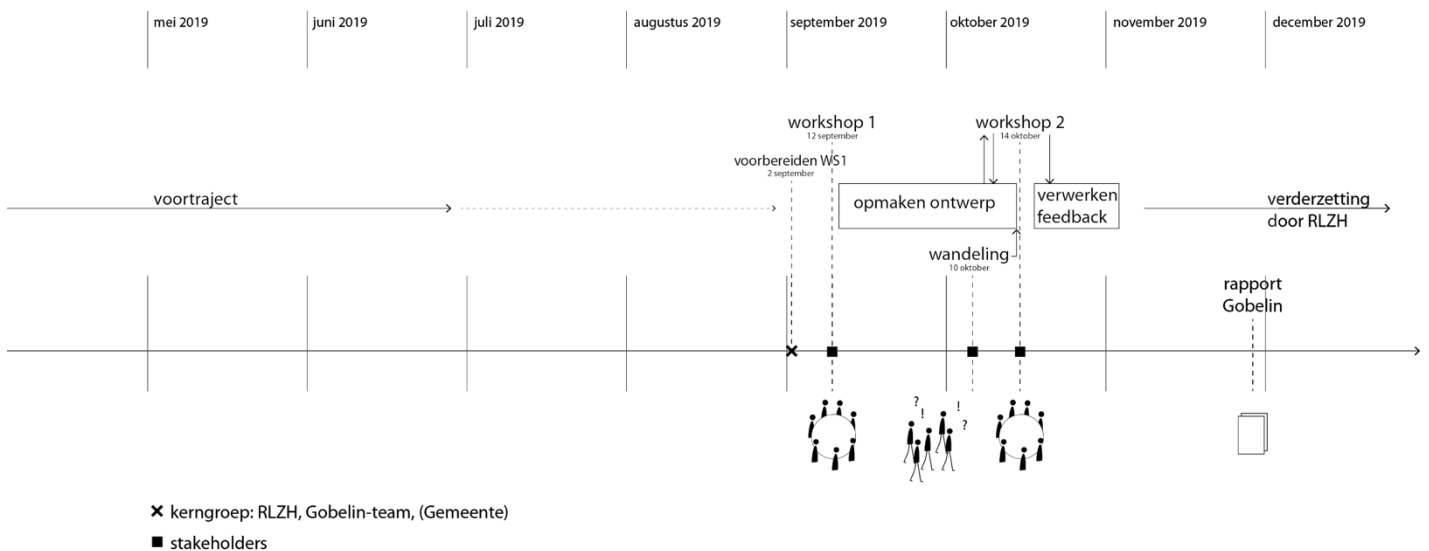 mei 2019
juni 2019
juli 2019
augustus 2019
september 2019
oktober 2019
november 2019
december 2019
workshop 1
12 september
workshop 2
14 oktober
voorbereiden WS1
2 september
voortraject
opmaken ontwerp
verwerken
feedback
verderzetting
door RLZH
wandeling
10 oktober
rapport
Gobelin
?
!
!
?
kerngroep: RLZH, Gobelin-team, (Gemeente)
stakeholders